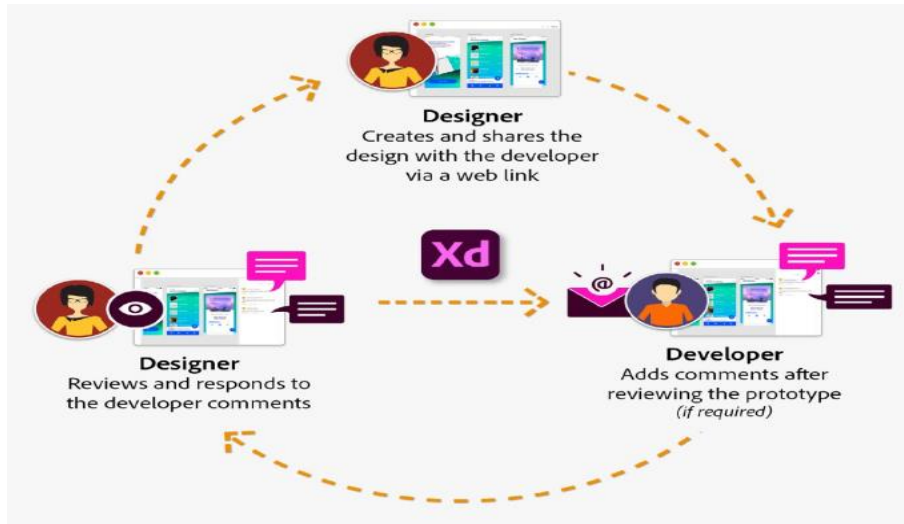 Designer
Creates and shares the
design with the developer
via a web link
Xd
@
Designer
Reviews and responds to
the developer comments
Developer
Adds comments after
reviewing the prototype
(if required)